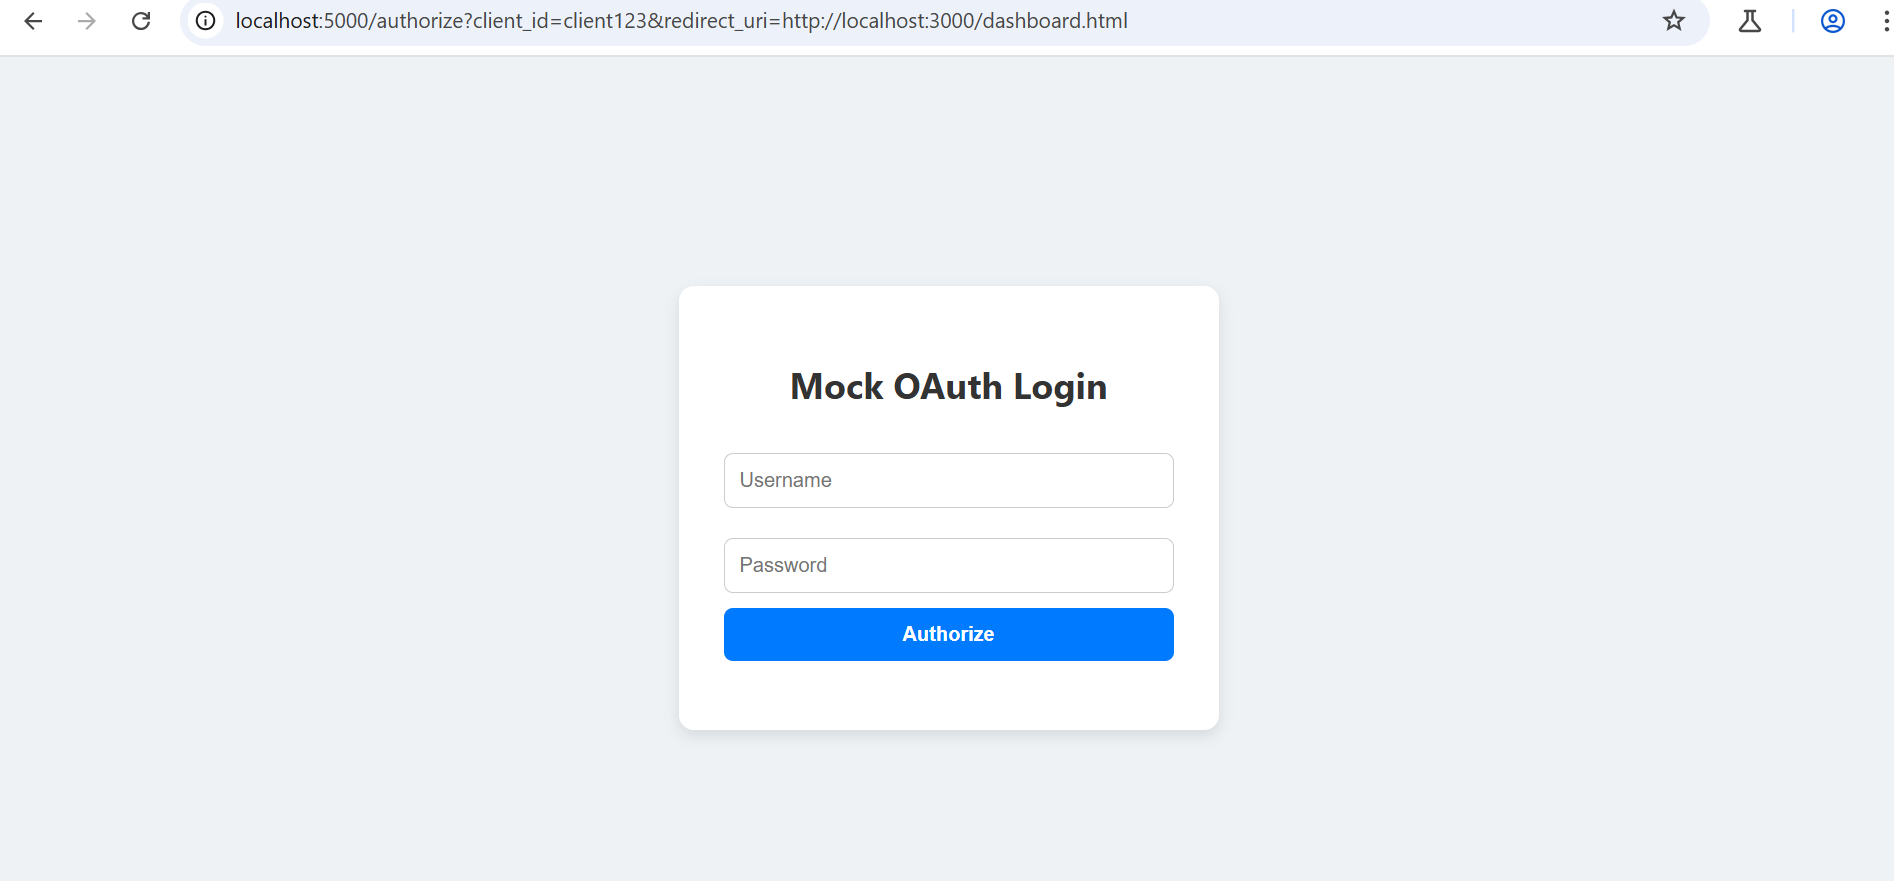 localhost:5000/authorize?client_id=client123&redirect_uri=http://localhost:3000/dashboard.html
Mock OAuth Login
Username
Password
Authorize